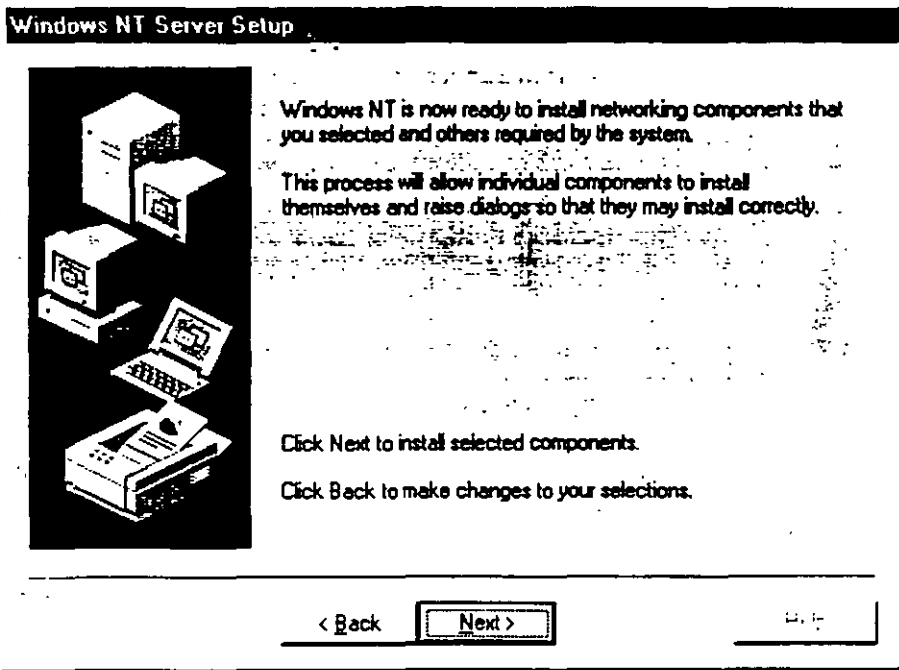 Windows NT Server Setup
Windows NT is now ready to install networking components that
you selected and others required by the system.
This process will allow individual components to install
themselves and raise dialogs so that they may install correctly.
Click Next to install selected components.
Click Back to make changes to your selections.
< Back
Next >